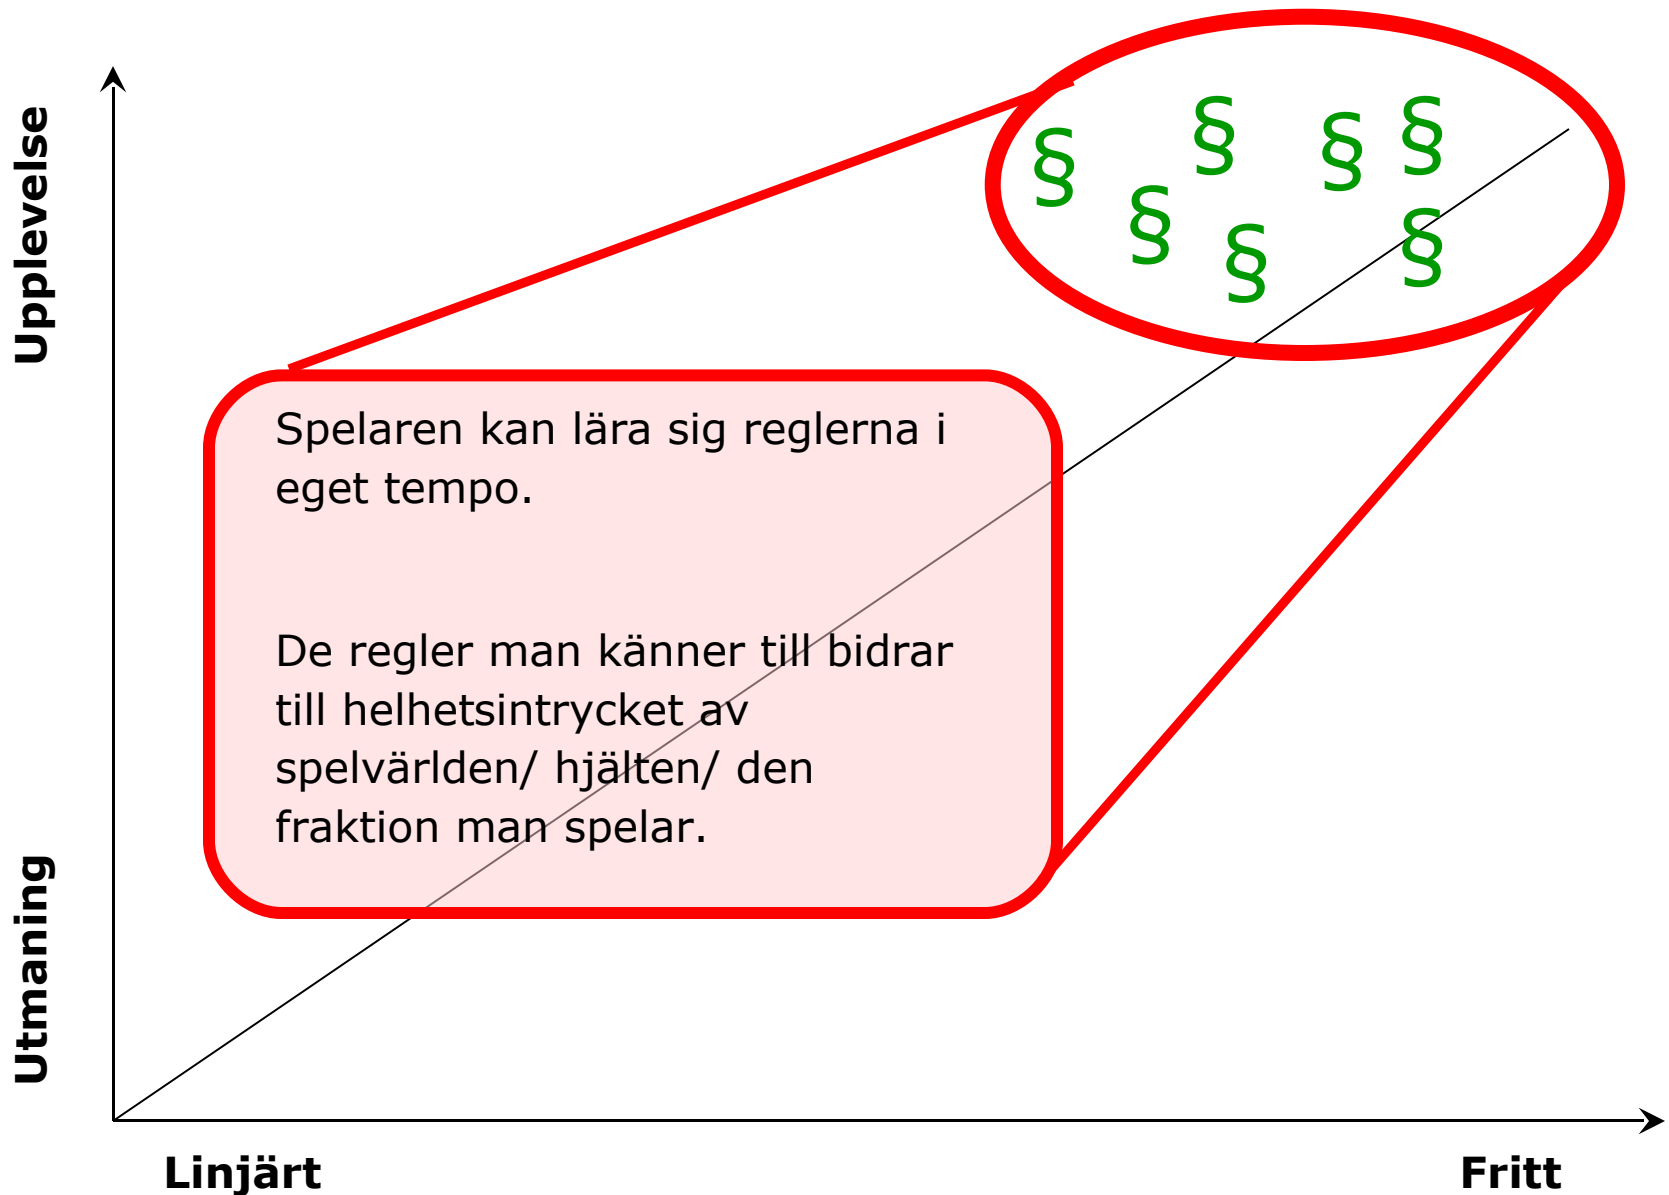 Upplevelse
§ § § §
§ § §
Spelaren kan lära sig reglerna i
eget tempo.
De regler man känner till bidrar
till helhetsintrycket av
spelvärlden/ hjälten/ den
fraktion man spelar.
Utmaning
Linjärt
Fritt